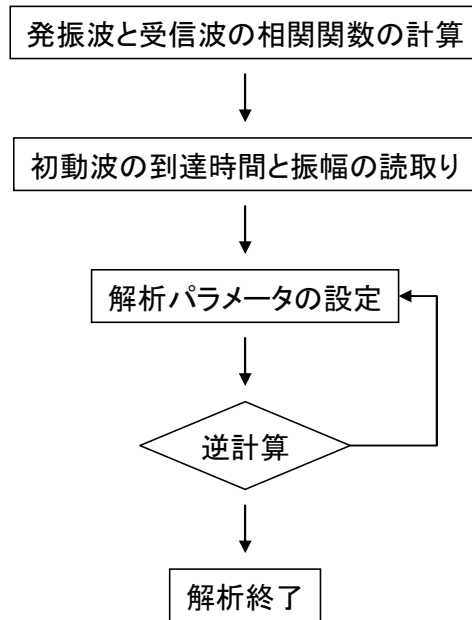 発振波と受信波の相関関数の計算
初動波の到達時間と振幅の読取り
解析パラメータの設定
逆計算
解析終了